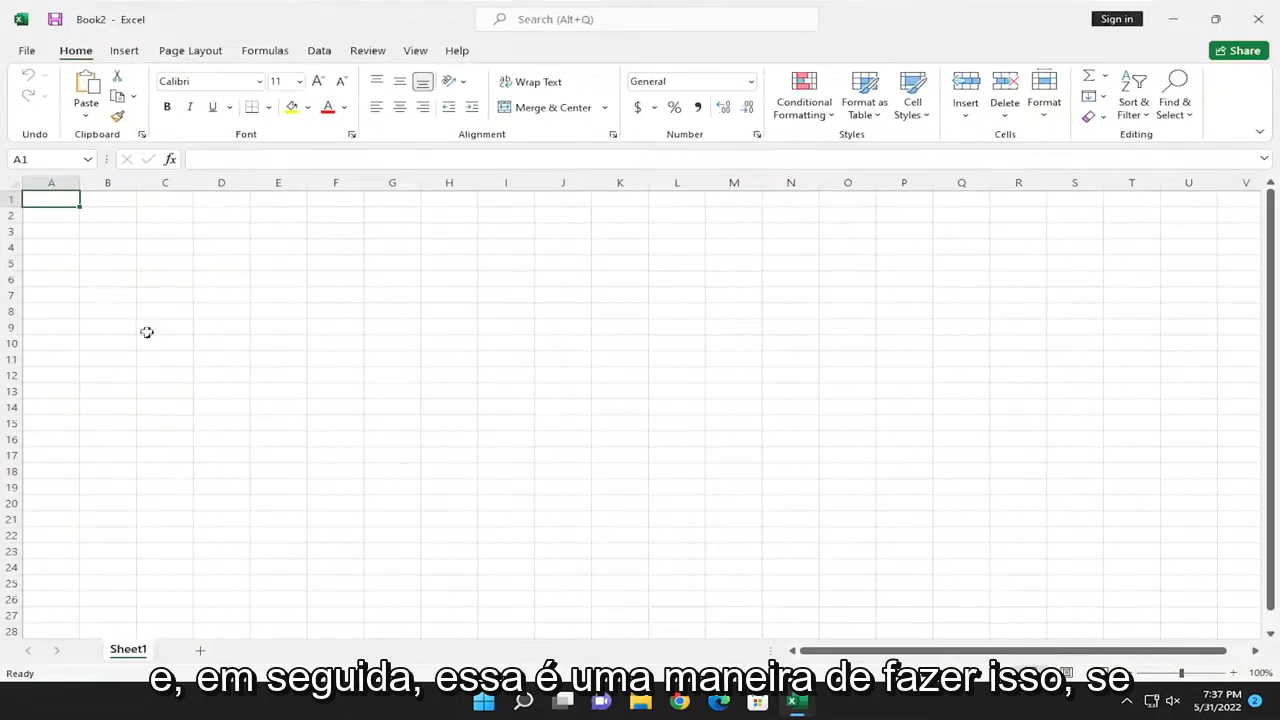 Book2 - Excel
Search (Alt+Q)
Sign in
File Home Insert Page Layout Formulas Data Review View Help
Share
Paste
Calibri 11
B I U A
Wrap Text
Merge & Center
General
$ % 9
Conditional Formatting
Format as Table
Cell Styles
Insert
Delete
Format
Sort & Filter
Find & Select
Undo Clipboard Font Alignment Number Styles Cells Editing
A1 fx
A B C D E F G H I J K L M N O P Q R S T U V
1
2
3
4
5
6
7
8
9
10
11
12
13
14
15
16
17
18
19
20
21
22
23
24
25
26
27
28
Sheet1
Ready
100%
e, em seguida, essa é uma maneira de fazer isso, se
7:37 PM
5/31/2022
2